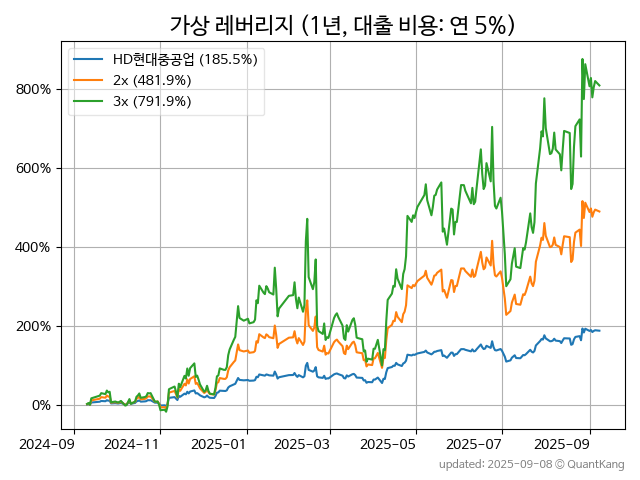 가상 레버리지 (1년, 대출 비용: 연 5%)
HD현대중공업 (185.5%)
2x (481.9%)
3x (791.9%)
800%
600%
400%
200%
0%
2024-09 2024-11 2025-01 2025-03 2025-05 2025-07 2025-09
updated: 2025-09-08 © QuantKang